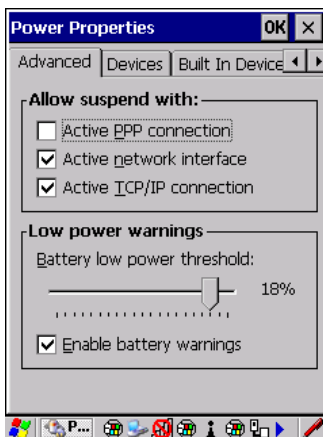 Power Properties OK ×
Advanced Devices Built In Device
Allow suspend with:
Active PPP connection
Active network interface
Active TCP/IP connection
Low power warnings
Battery low power threshold:
18%
Enable battery warnings
P...